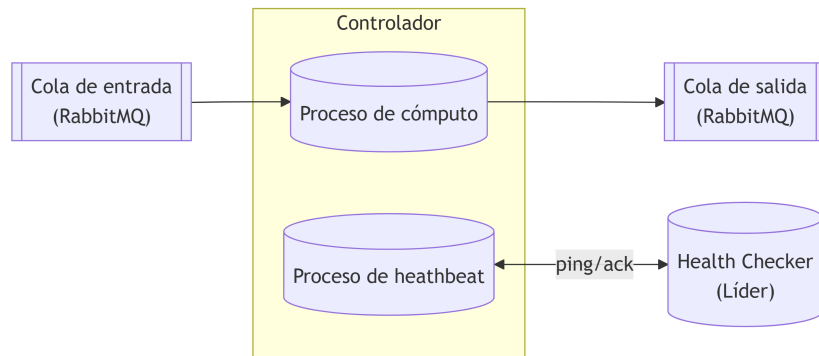 Controlador
Cola de entrada
(RabbitMQ)
Proceso de cómputo
Cola de salida
(RabbitMQ)
Proceso de heathbeat
ping/ack
Health Checker
(Líder)